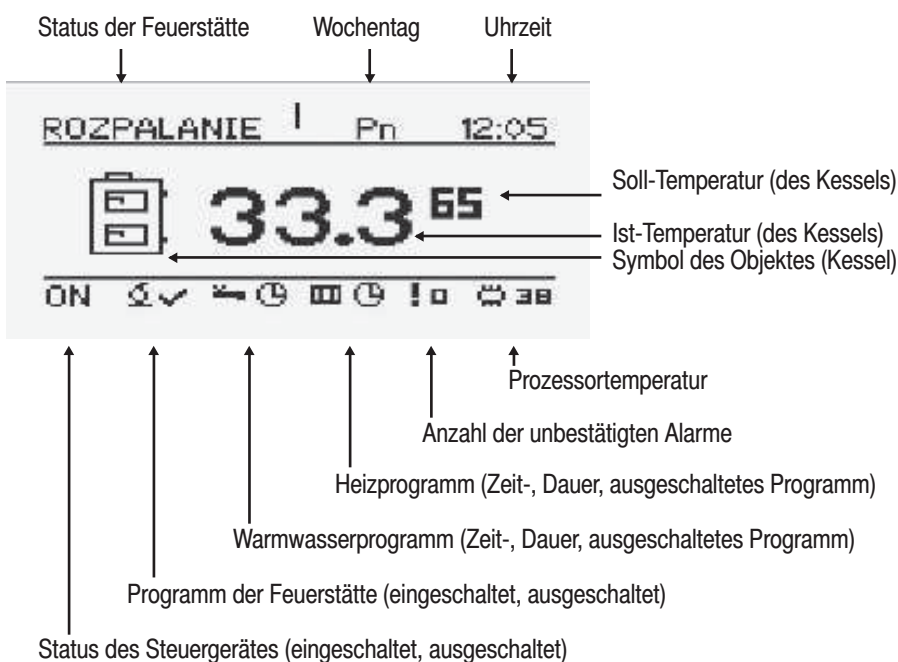 Status der Feuerstätte Wochentag Uhrzeit
ROZPALANIE Pn 12:05
33.3 65
Soll-Temperatur (des Kessels)
Ist-Temperatur (des Kessels)
Symbol des Objektes (Kessel)
ON ! 0 38
Prozessortemperatur
Anzahl der unbestätigten Alarme
Heizprogramm (Zeit-, Dauer, ausgeschaltetes Programm)
Warmwasserprogramm (Zeit-, Dauer, ausgeschaltetes Programm)
Programm der Feuerstätte (eingeschaltet, ausgeschaltet)
Status des Steuergerätes (eingeschaltet, ausgeschaltet)